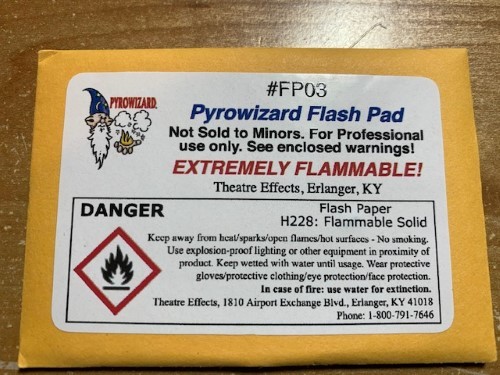 #FP03
PYROWIZARD.
Pyrowizard Flash Pad
Not Sold to Minors. For Professional
use only. See enclosed warnings!
EXTREMELY FLAMMABLE!
Theatre Effects, Erlanger, KY
DANGER
Flash Paper
H228: Flammable Solid
Keep away from heat/sparks/open flames/hot surfaces - No smoking.
Use explosion-proof lighting or other equipment in proximity of
product. Keep wetted with water until usage. Wear protective
gloves/protective clothing/eye protection/face protection.
In case of fire: use water for extinction.
Theatre Effects, 1810 Airport Exchange Blvd., Erlanger, KY 41018
Phone: 1-800-791-7646